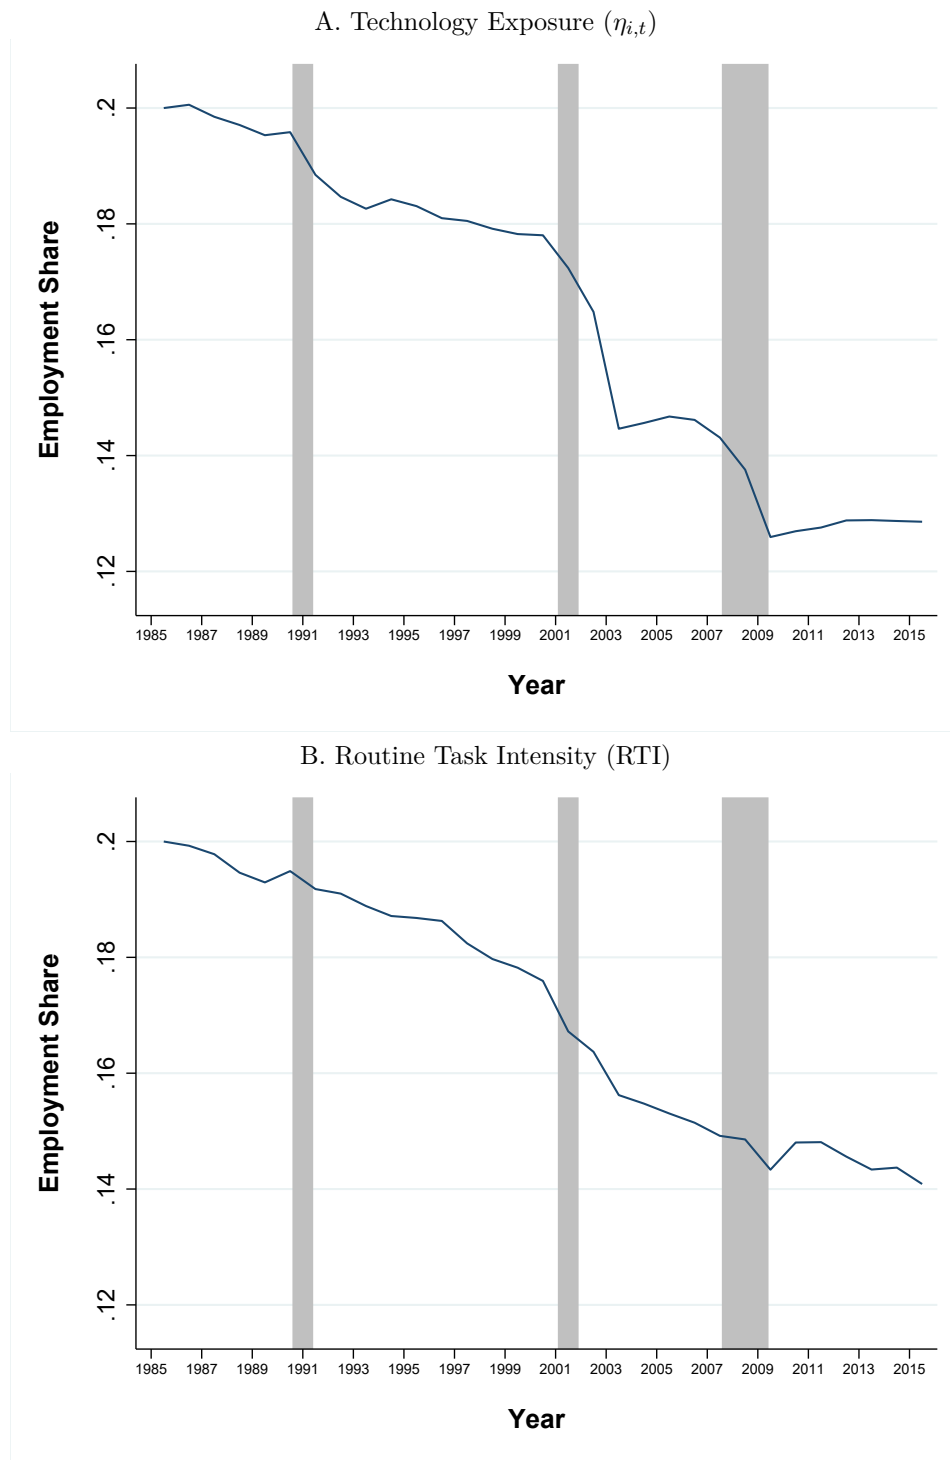 A. Technology Exposure (ηi,t)
Employment Share
.2
.18
.16
.14
.12
1985 1987 1989 1991 1993 1995 1997 1999 2001 2003 2005 2007 2009 2011 2013 2015
Year
B. Routine Task Intensity (RTI)
Employment Share
.2
.18
.16
.14
.12
1985 1987 1989 1991 1993 1995 1997 1999 2001 2003 2005 2007 2009 2011 2013 2015
Year